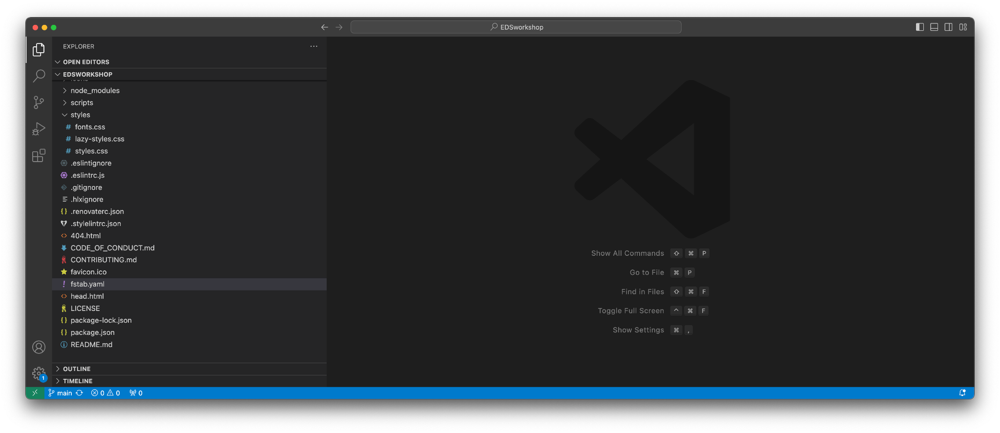 EDSworkshop
EXPLORER
OPEN EDITORS
EDSWORKSHOP
node_modules
scripts
styles
# fonts.css
# lazy-styles.css
# styles.css
.eslintignore
.eslintrc.js
.gitignore
.hlxignore
{} .renovaterc.json
.stylelintrc.json
<> 404.html
CODE_OF_CONDUCT.md
CONTRIBUTING.md
favicon.ico
! fstab.yaml
<> head.html
LICENSE
{} package-lock.json
{} package.json
README.md
OUTLINE
TIMELINE
1
main 0 0 0
Show All Commands ⇧ ⌘ P
Go to File ⌘ P
Find in Files ⇧ ⌘ F
Toggle Full Screen ^ ⌘ F
Show Settings ⌘ ,